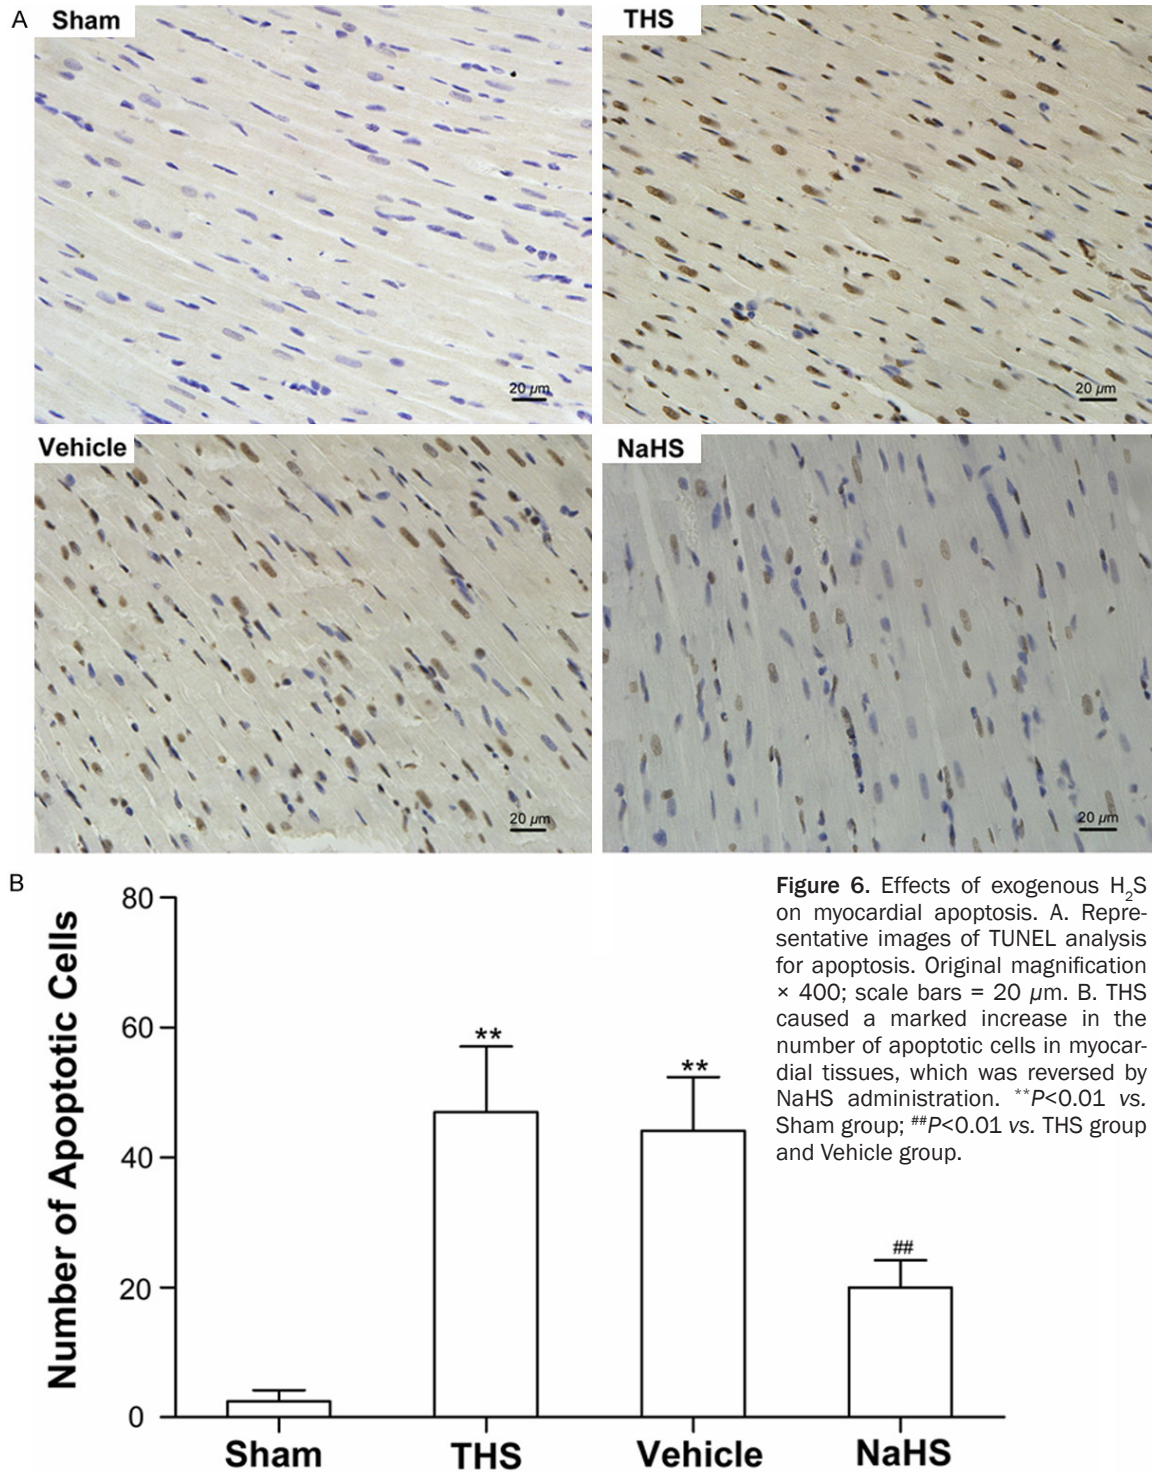 A
Sham
THS
20 µm
20 µm
Vehicle
NaHS
20 µm
20 µm
B
Number of Apoptotic Cells
80
60
40
20
0
**
**
##
Sham
THS
Vehicle
NaHS
Figure 6. Effects of exogenous H₂S
on myocardial apoptosis. A. Repre-
sentative images of TUNEL analysis
for apoptosis. Original magnification
× 400; scale bars = 20 µm. B. THS
caused a marked increase in the
number of apoptotic cells in myocar-
dial tissues, which was reversed by
NaHS administration. **P<0.01 vs.
Sham group; ##P<0.01 vs. THS group
and Vehicle group.